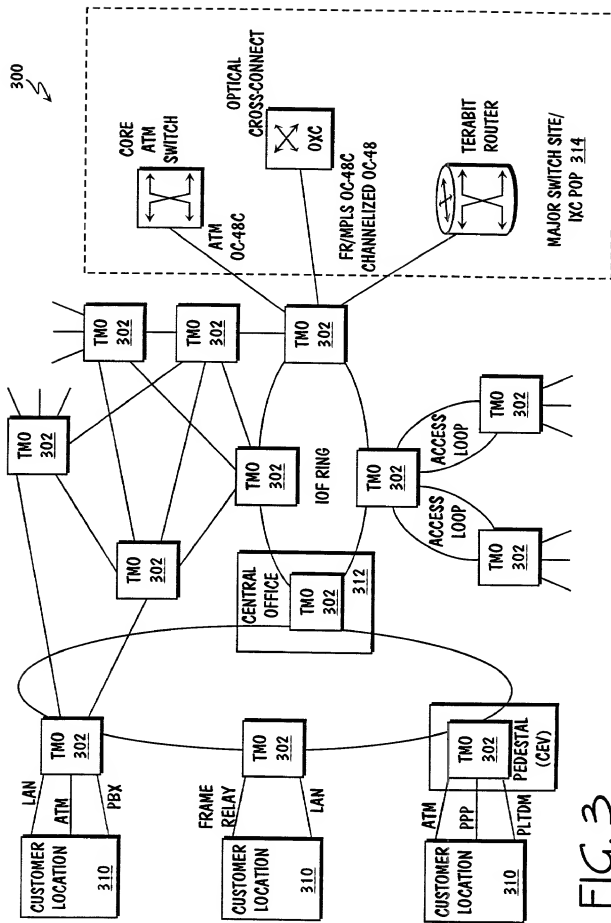 300
CORE
ATM
SWITCH
OPTICAL
CROSS-CONNECT
OXC
TERABIT
ROUTER
MAJOR SWITCH SITE/
IXC POP 314
ATM
OC-48C
FR/MPLS OC-48C
CHANNELIZED OC-48
TMO
302
TMO
302
TMO
302
TMO
302
TMO
302
TMO
302
IOF RING
TMO
302
ACCESS
LOOP
ACCESS
LOOP
TMO
302
TMO
302
CENTRAL
OFFICE
TMO
302
312
TMO
302
TMO
302
TMO
302
PEDESTAL
(CEV)
LAN
ATM
PBX
FRAME
RELAY
LAN
ATM
PPP
PLTDM
CUSTOMER
LOCATION
310
CUSTOMER
LOCATION
310
CUSTOMER
LOCATION
310
FIG. 3